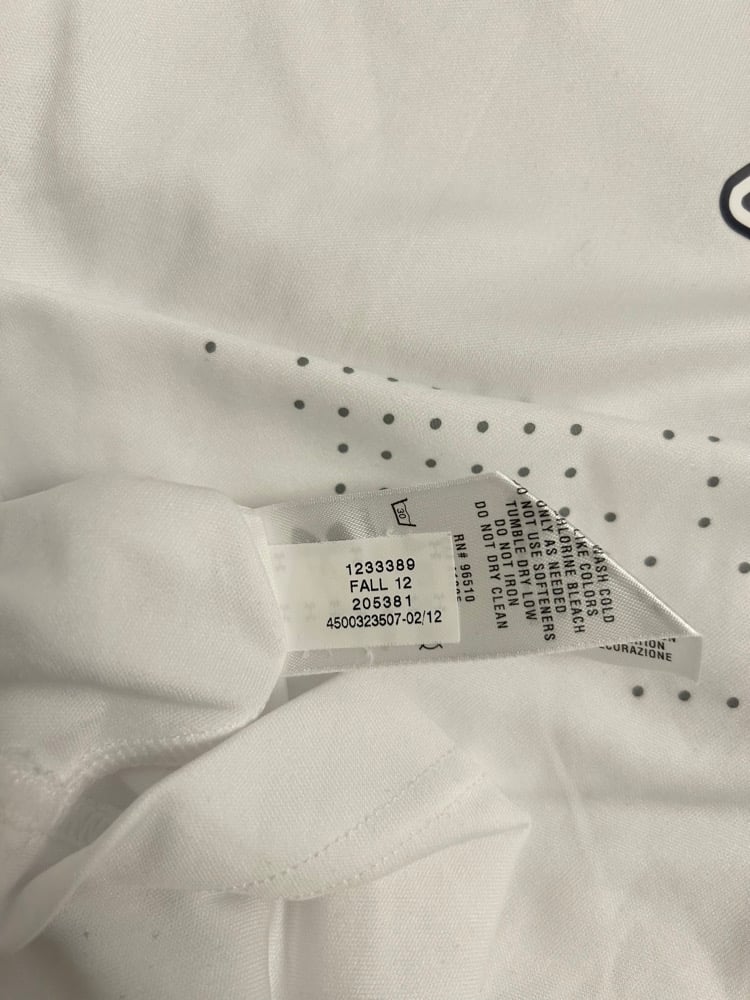 1233389
FALL 12
205381
4500323507-02/12
30
RN# 96510
WASH COLD
LIKE COLORS
CHLORINE BLEACH
ONLY AS NEEDED
NOT USE SOFTENERS
TUMBLE DRY LOW
DO NOT IRON
DO NOT DRY CLEAN